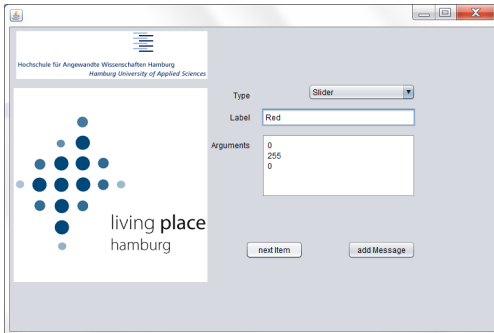 Hochschule für Angewandte Wissenschaften Hamburg
Hamburg University of Applied Sciences
Type
Slider
Label
Red
Arguments
0
255
0
living place
hamburg
next Item
add Message